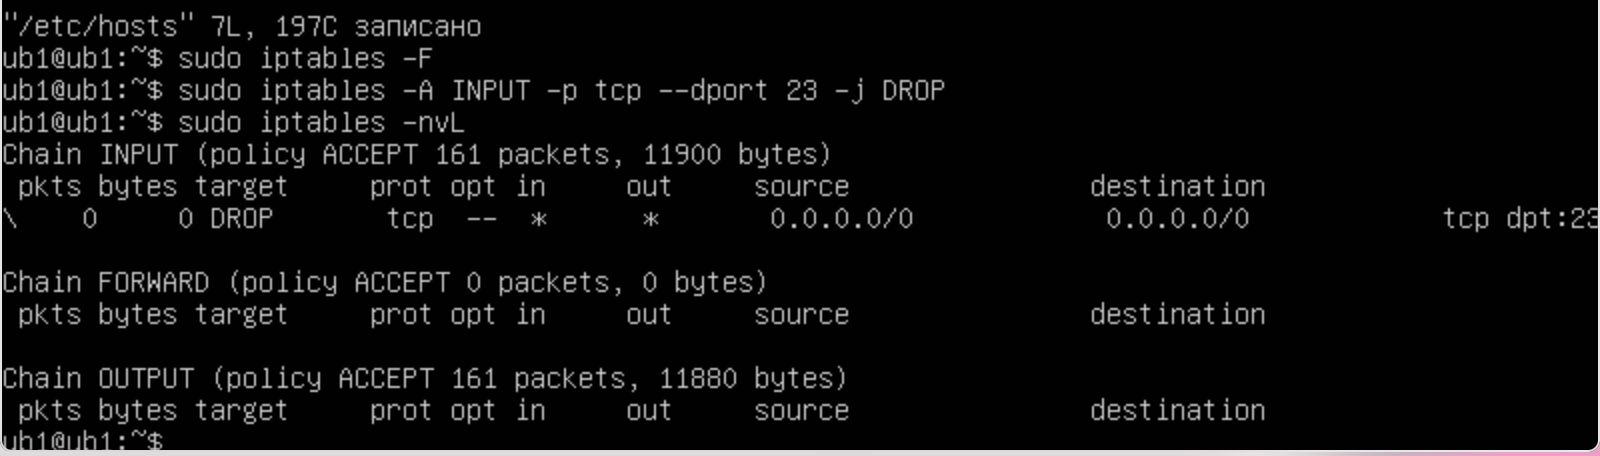 "/etc/hosts" 7L, 197C записано
ub1@ub1:~$ sudo iptables -F
ub1@ub1:~$ sudo iptables -A INPUT -p tcp --dport 23 -j DROP
ub1@ub1:~$ sudo iptables -nvL
Chain INPUT (policy ACCEPT 161 packets, 11900 bytes)
 pkts bytes target     prot opt in     out     source               destination
\    0     0 DROP       tcp  --  *      *       0.0.0.0/0            0.0.0.0/0            tcp dpt:23

Chain FORWARD (policy ACCEPT 0 packets, 0 bytes)
 pkts bytes target     prot opt in     out     source               destination

Chain OUTPUT (policy ACCEPT 161 packets, 11880 bytes)
 pkts bytes target     prot opt in     out     source               destination
ub1@ub1:~$